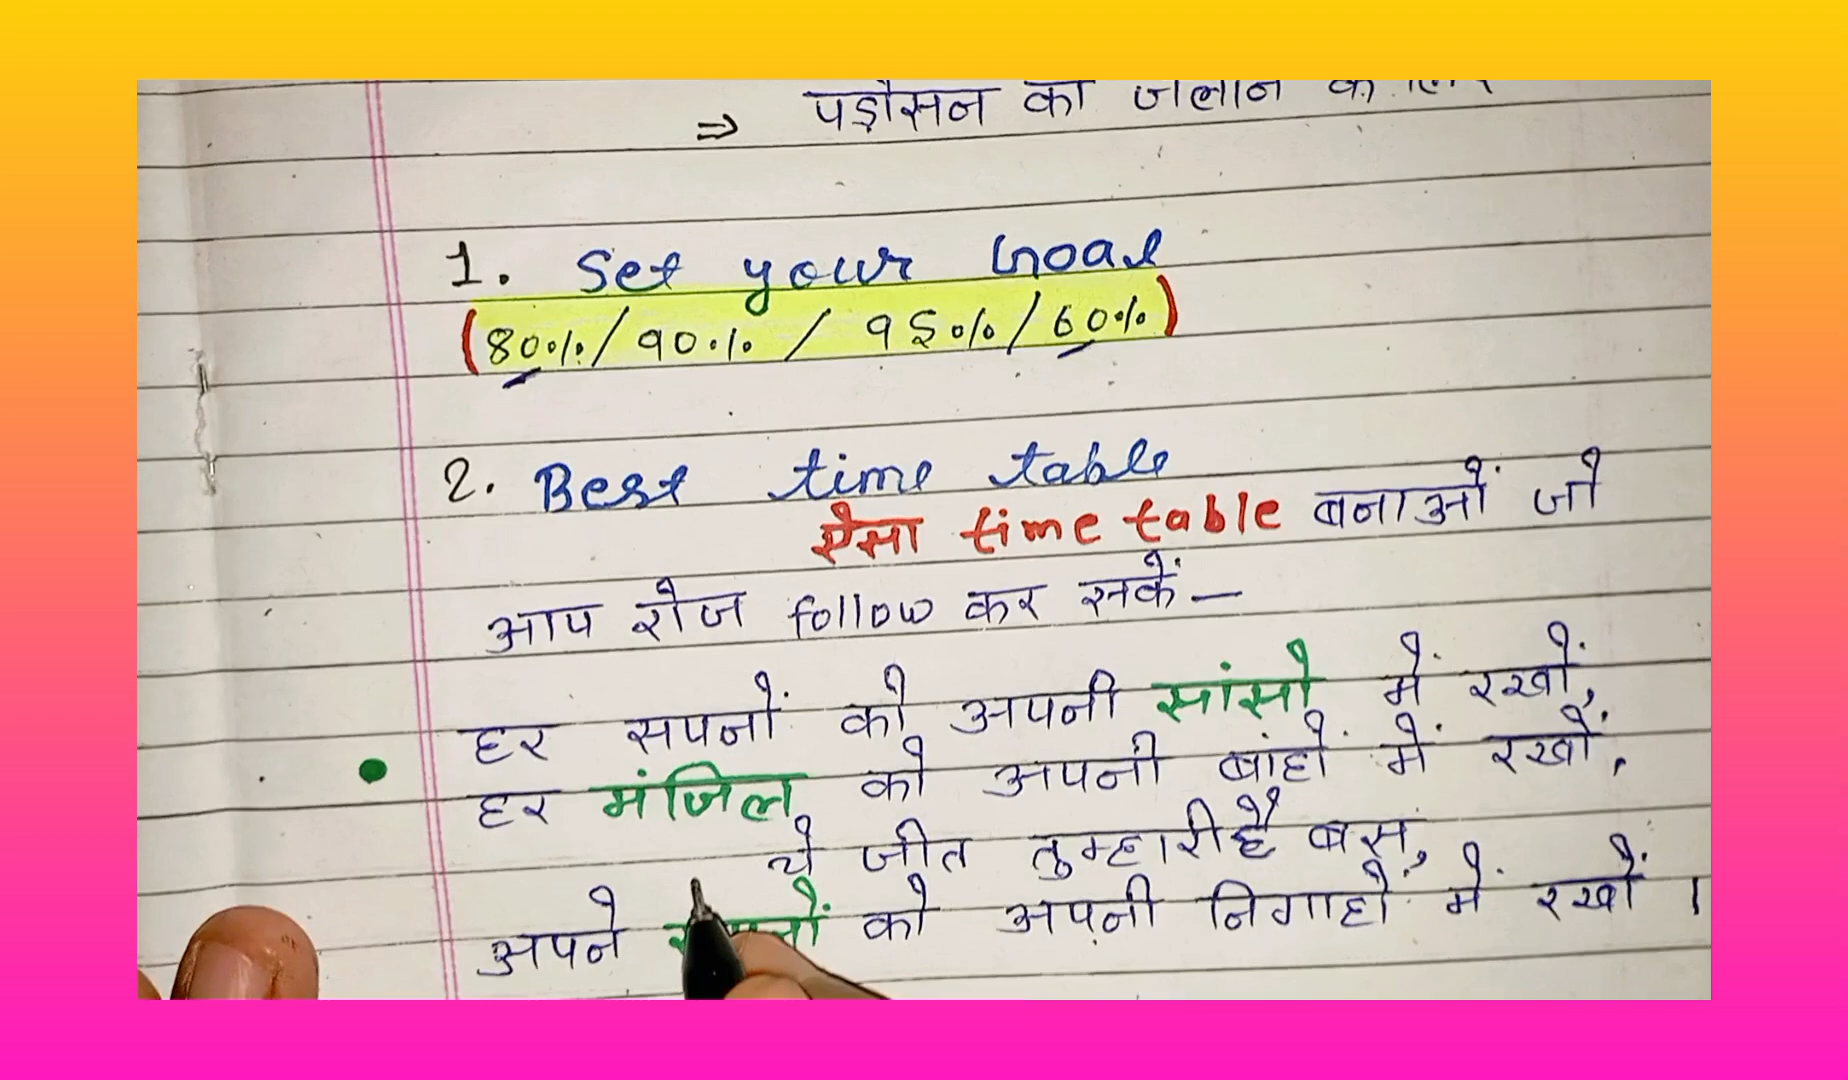 ⇒ पड़ोसन को जलाने के लिए
1. Set your Goal
(80%/90%/95%/60%)
2. Best time table
ऐसा time table बनाओं जो
आप रोज follow कर सकें—
हर सपनों को अपनी सांसो में रखों,
हर मंजिल को अपनी बांहों में रखों,
ये जीत तुम्हारी है बस,
अपने को अपनी निगाहों में रखों ।